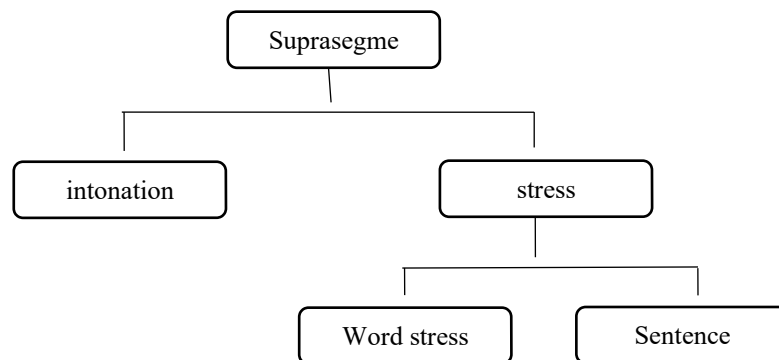 Suprasegme
intonation
stress
Word stress
Sentence